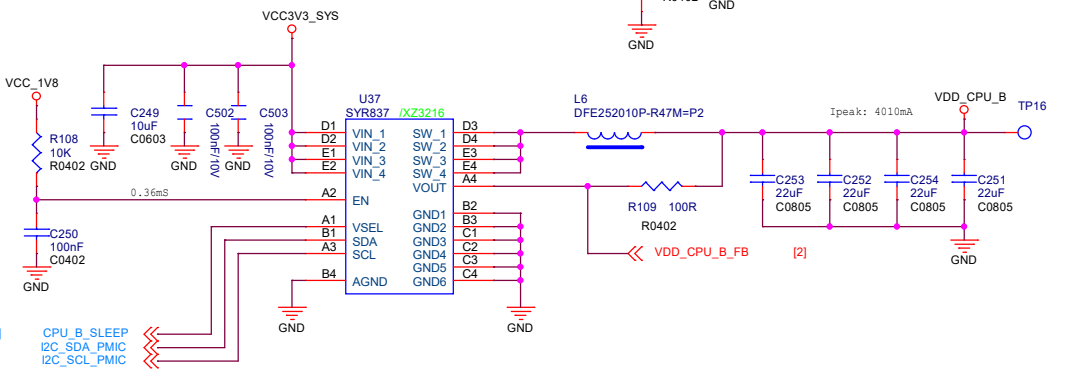 GND
GND
VCC3V3_SYS
VCC_1V8
R108
10K
R0402
C249
10uF
C0603
GND
C502
100nF/10V
GND
C503
100nF/10V
GND
0.36mS
C250
100nF
C0402
GND
U37
SYR837 /XZ3216
D1 VIN_1
D2 VIN_2
E1 VIN_3
E2 VIN_4
A2 EN
A1 VSEL
B1 SDA
A3 SCL
B4 AGND
SW_1 D3
SW_2 D4
SW_3 E3
SW_4 E4
VOUT A4
GND1 B2
GND2 B3
GND3 C1
GND4 C2
GND5 C3
GND6 C4
GND
GND
L6
DFE252010P-R47M=P2
R109 100R
R0402
VDD_CPU_B_FB [2]
Ipeak: 4010mA
VDD_CPU_B
TP16
C253
22uF
C0805
C252
22uF
C0805
C254
22uF
C0805
C251
22uF
C0805
GND
CPU_B_SLEEP
I2C_SDA_PMIC
I2C_SCL_PMIC